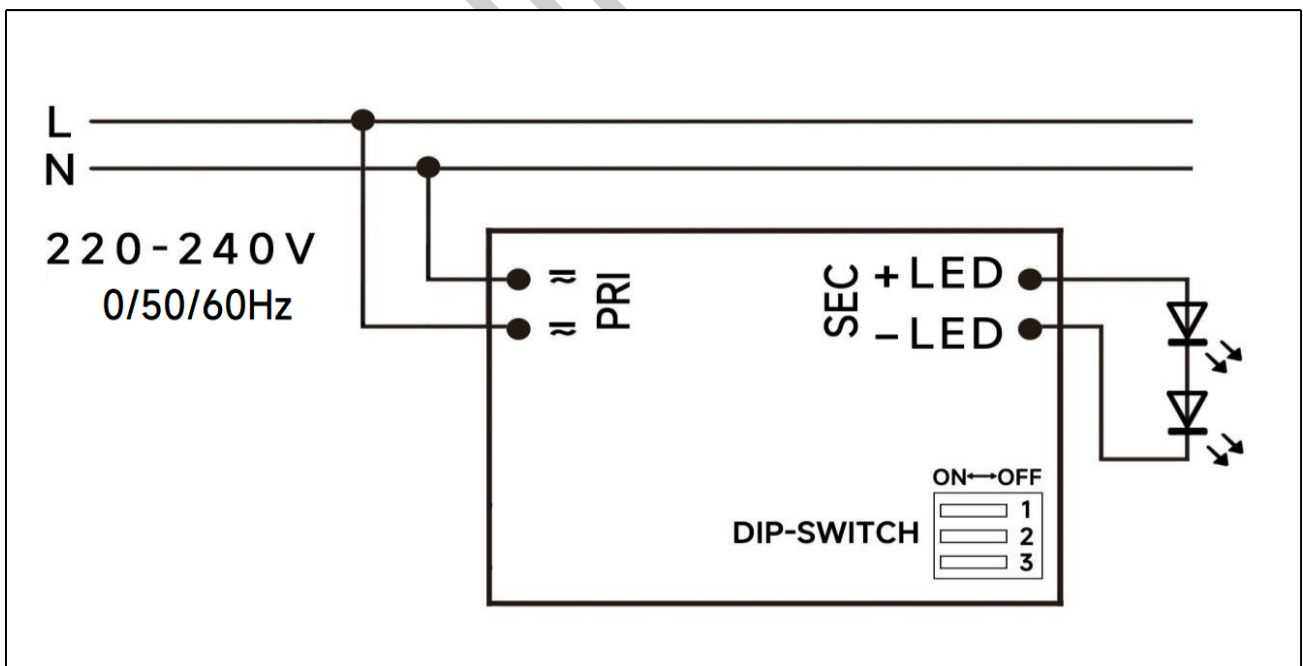 L
N
220-240V
0/50/60Hz
PRI
SEC
+LED
-LED
ON↔OFF
DIP-SWITCH
1
2
3